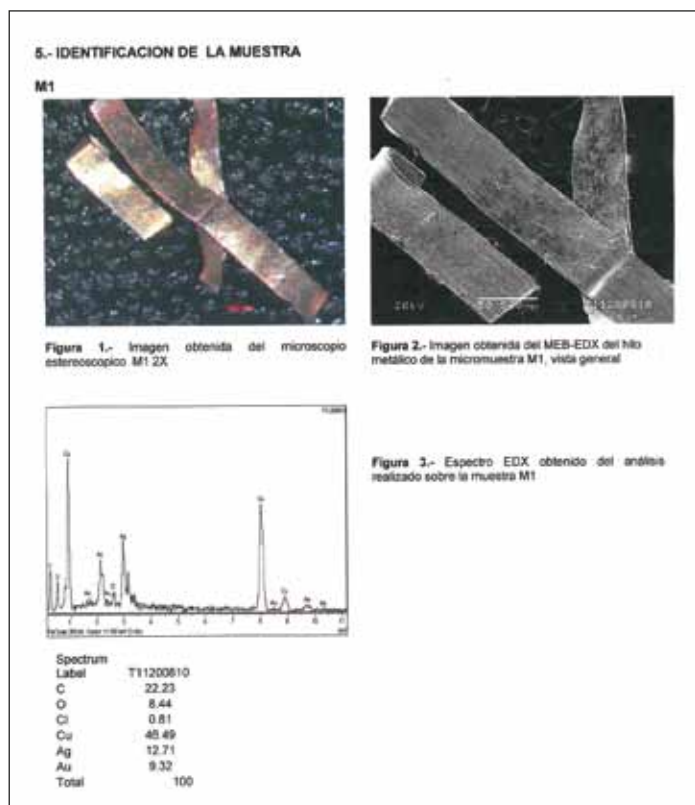 5.- IDENTIFICACION DE LA MUESTRA
M1
Figura 1.- Imagen obtenida del microscopio
estereoscopico M1 2X
Figura 2.- Imagen obtenida del MEB-EDX del hilo
metálico de la micromuestra M1, vista general
Figura 3.- Espectro EDX obtenido del análisis
realizado sobre la muestra M1
Spectrum
Label T11200810
C 22.23
O 8.44
Cl 0.81
Cu 46.49
Ag 12.71
Au 9.32
Total 100